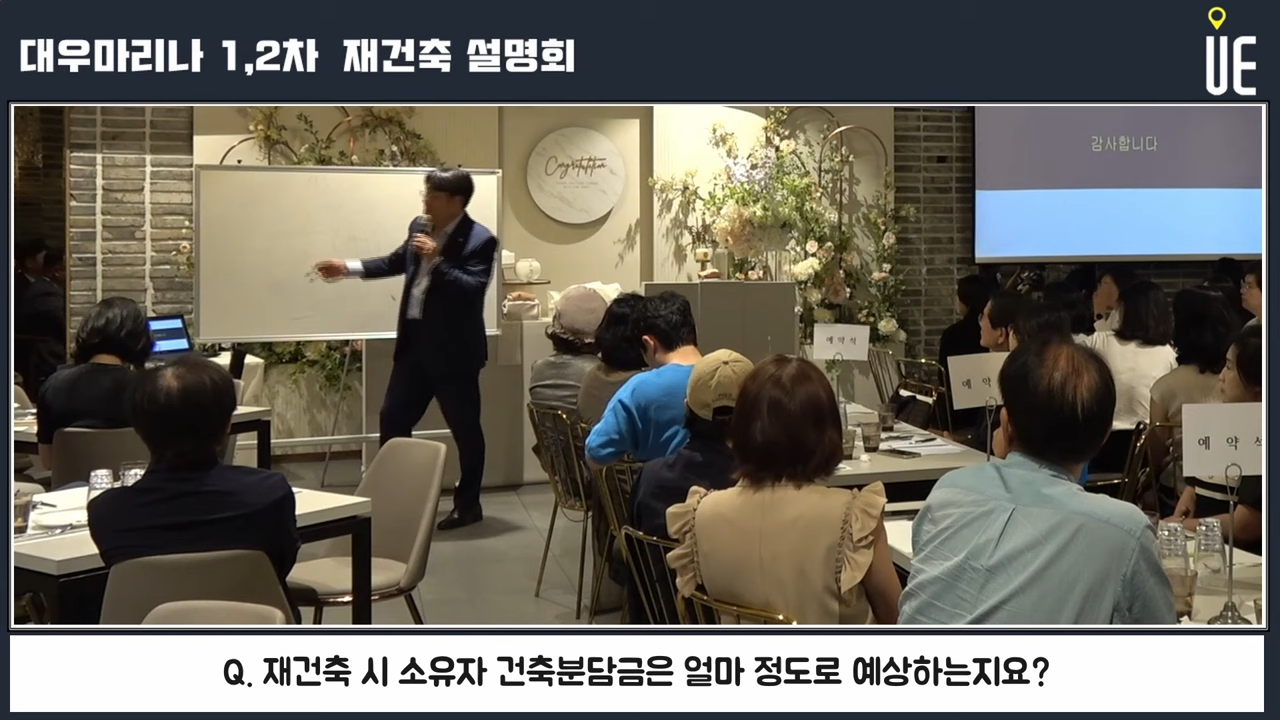 대우마리나 1,2차 재건축 설명회
UE
감사합니다
Congratulation
예약석
예 약
예 약
Q. 재건축 시 소유자 건축분담금은 얼마 정도로 예상하는지요?